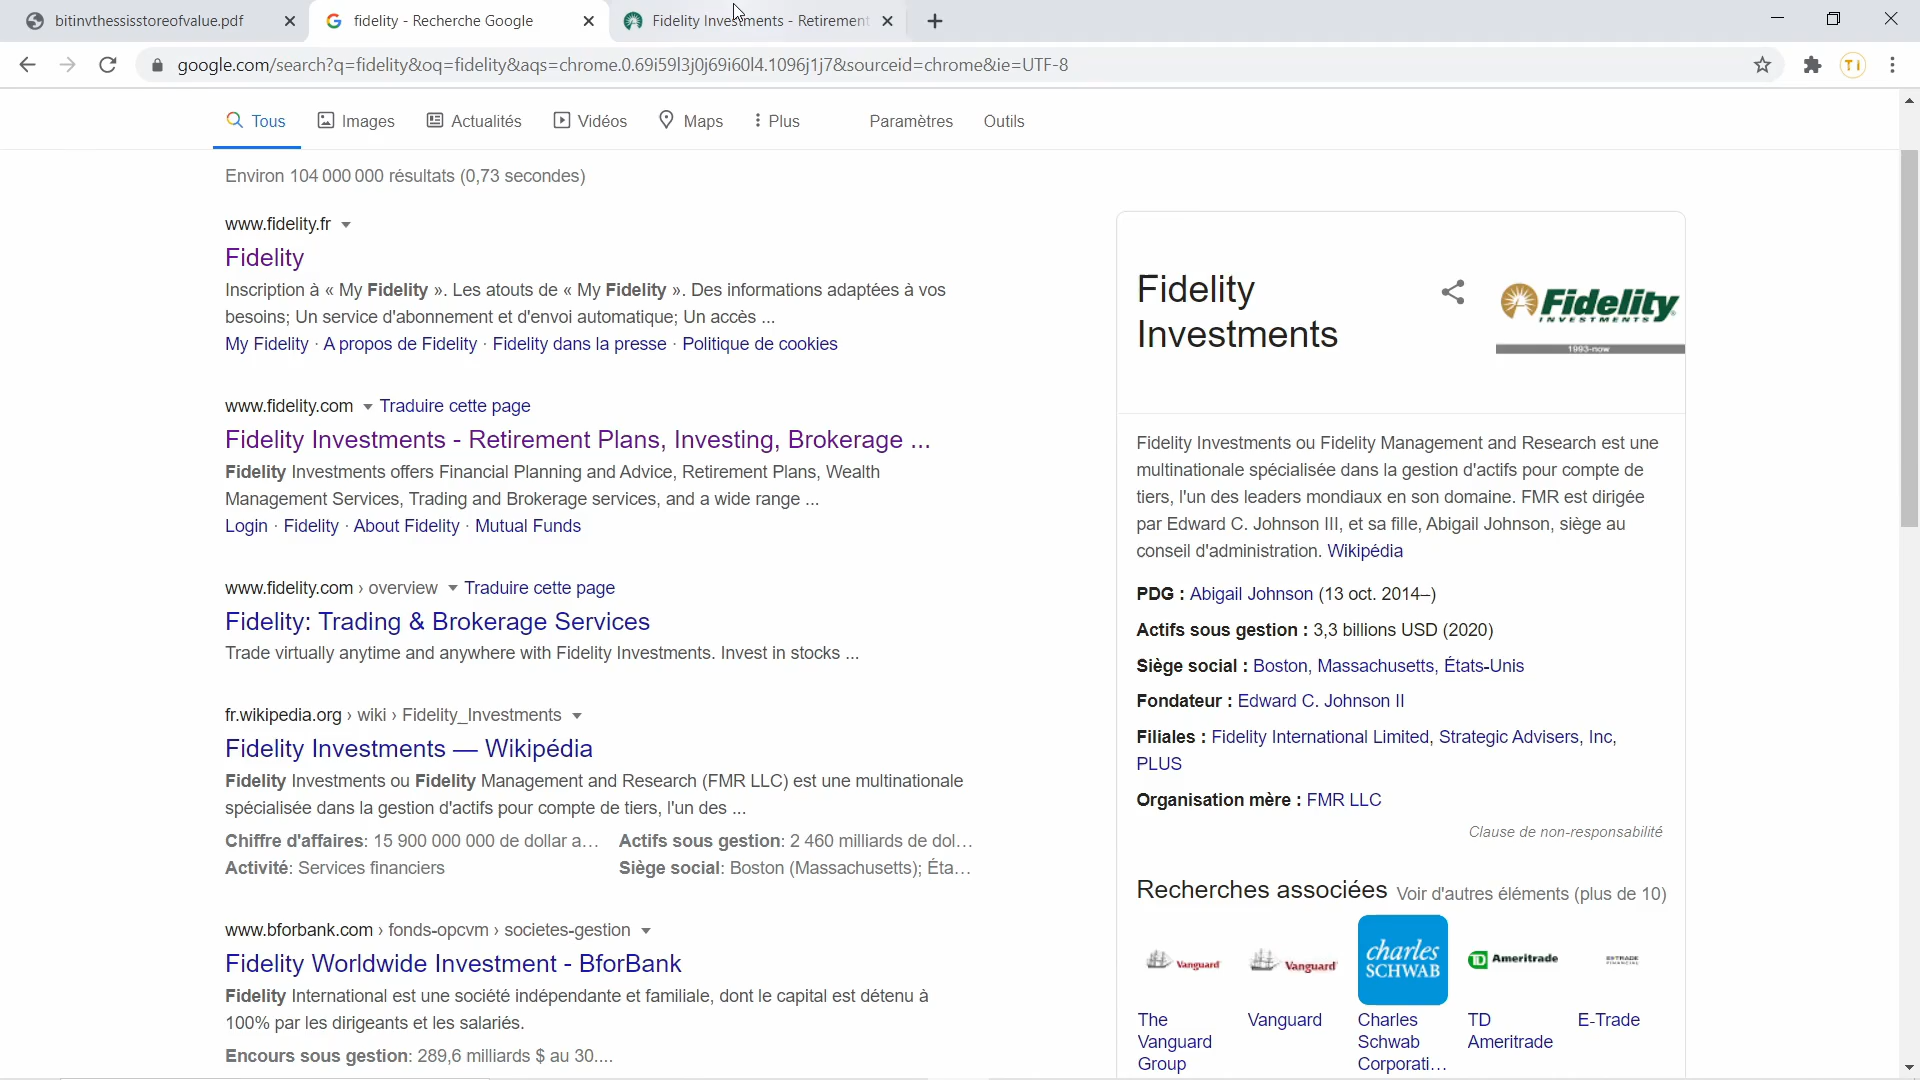 bitinvthessisstoreofvalue.pdf
fidelity - Recherche Google
Fidelity Investments - Retirement
google.com/search?q=fidelity&oq=fidelity&aqs=chrome.0.69i59l3j0j69i60l4.1096j1j7&sourceid=chrome&ie=UTF-8
TI
Tous
Images
Actualités
Vidéos
Maps
Plus
Paramètres
Outils
Environ 104 000 000 résultats (0,73 secondes)
www.fidelity.fr
Fidelity
Inscription à « My Fidelity ». Les atouts de « My Fidelity ». Des informations adaptées à vos
besoins; Un service d'abonnement et d'envoi automatique; Un accès ...
My Fidelity · A propos de Fidelity · Fidelity dans la presse · Politique de cookies
www.fidelity.com Traduire cette page
Fidelity Investments - Retirement Plans, Investing, Brokerage ...
Fidelity Investments offers Financial Planning and Advice, Retirement Plans, Wealth
Management Services, Trading and Brokerage services, and a wide range ...
Login · Fidelity · About Fidelity · Mutual Funds
www.fidelity.com › overview Traduire cette page
Fidelity: Trading & Brokerage Services
Trade virtually anytime and anywhere with Fidelity Investments. Invest in stocks ...
fr.wikipedia.org › wiki › Fidelity_Investments
Fidelity Investments — Wikipédia
Fidelity Investments ou Fidelity Management and Research (FMR LLC) est une multinationale
spécialisée dans la gestion d'actifs pour compte de tiers, l'un des ...
Chiffre d'affaires: 15 900 000 000 de dollar a... Actifs sous gestion: 2 460 milliards de dol...
Activité: Services financiers Siège social: Boston (Massachusetts); Éta...
www.bforbank.com › fonds-opcvm › societes-gestion
Fidelity Worldwide Investment - BforBank
Fidelity International est une société indépendante et familiale, dont le capital est détenu à
100% par les dirigeants et les salariés.
Encours sous gestion: 289,6 milliards $ au 30....
Fidelity
Investments
Fidelity
INVESTMENTS
1993-now
Fidelity Investments ou Fidelity Management and Research est une
multinationale spécialisée dans la gestion d'actifs pour compte de
tiers, l'un des leaders mondiaux en son domaine. FMR est dirigée
par Edward C. Johnson III, et sa fille, Abigail Johnson, siège au
conseil d'administration. Wikipédia
PDG : Abigail Johnson (13 oct. 2014–)
Actifs sous gestion : 3,3 billions USD (2020)
Siège social : Boston, Massachusetts, États-Unis
Fondateur : Edward C. Johnson II
Filiales : Fidelity International Limited, Strategic Advisers, Inc,
PLUS
Organisation mère : FMR LLC
Clause de non-responsabilité
Recherches associées Voir d'autres éléments (plus de 10)
Vanguard
Vanguard
charles
SCHWAB
TD Ameritrade
E*TRADE
FINANCIAL
The
Vanguard
Group
Vanguard
Charles
Schwab
Corporati...
TD
Ameritrade
E-Trade